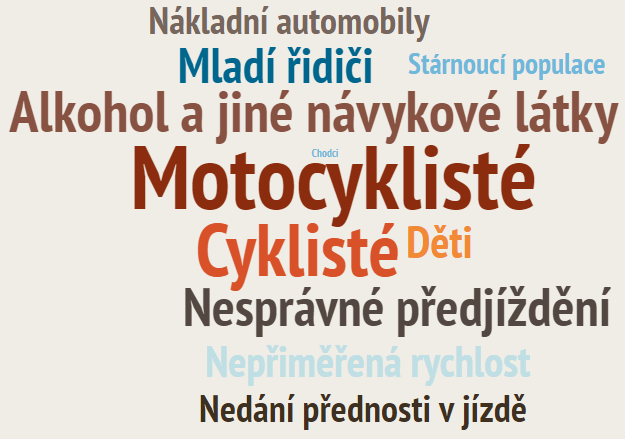 Nákladní automobily
Mladí řidiči
Stárnoucí populace
Alkohol a jiné návykové látky
Chodci
Motocyklisté
Cyklisté
Děti
Nesprávné předjíždění
Nepřiměřená rychlost
Nedání přednosti v jízdě